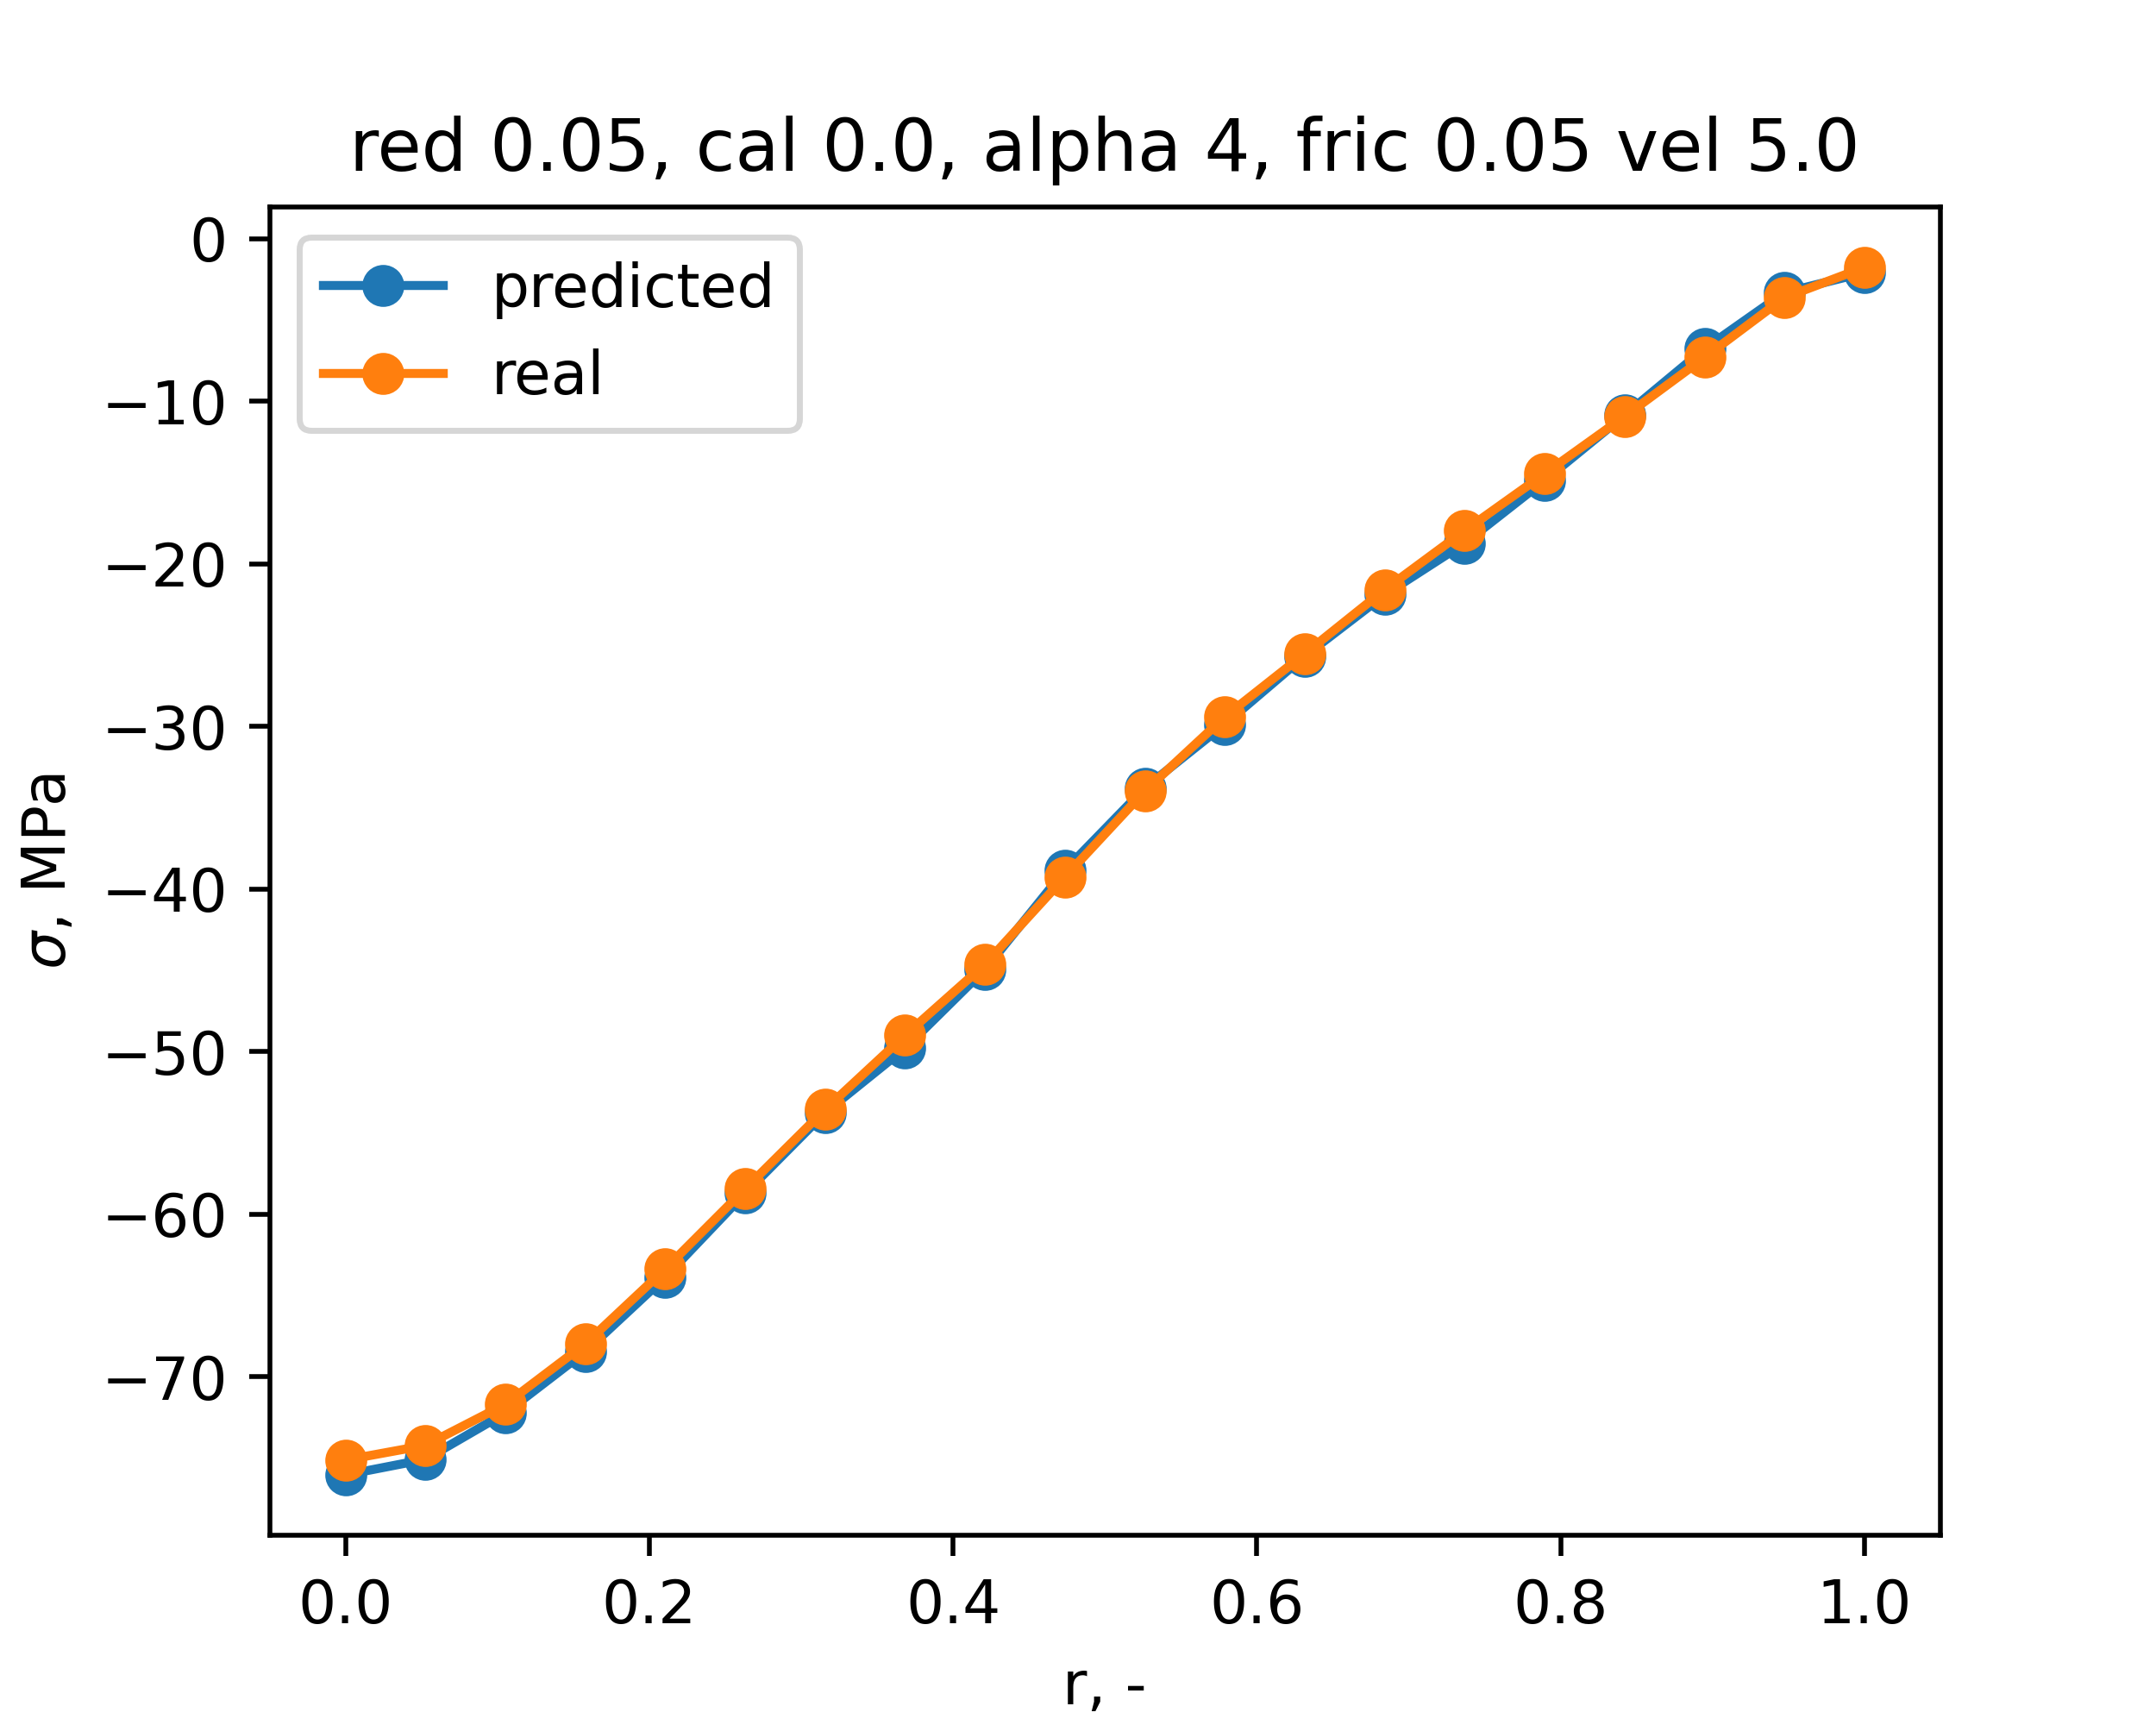 red 0.05, cal 0.0, alpha 4, fric 0.05 vel 5.0
predicted
real
0
−10
−20
−30
−40
−50
−60
−70
σ, MPa
0.0 0.2 0.4 0.6 0.8 1.0
r, -